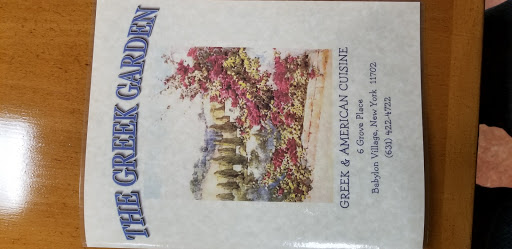 THE GREEK GARDEN
GREEK & AMERICAN CUISINE
6 Grove Place
Babylon Village, New York 11702
(631) 422-4722